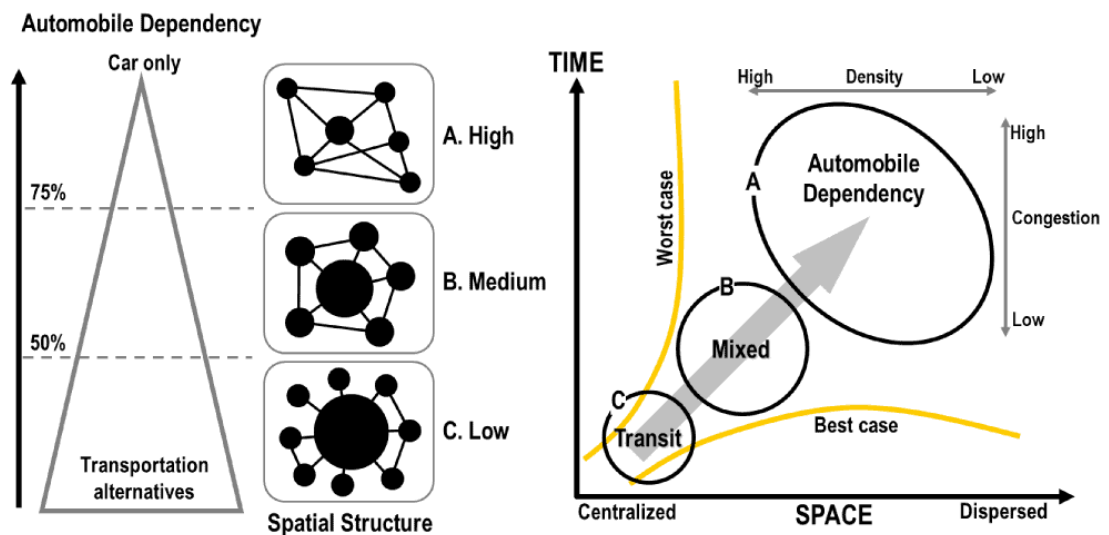 Automobile Dependency
Car only
75%
50%
Transportation
alternatives
A. High
B. Medium
C. Low
Spatial Structure
TIME
High
Density
Low
High
Congestion
Low
Worst case
A
Automobile
Dependency
B
Mixed
C
Transit
Best case
Centralized
SPACE
Dispersed